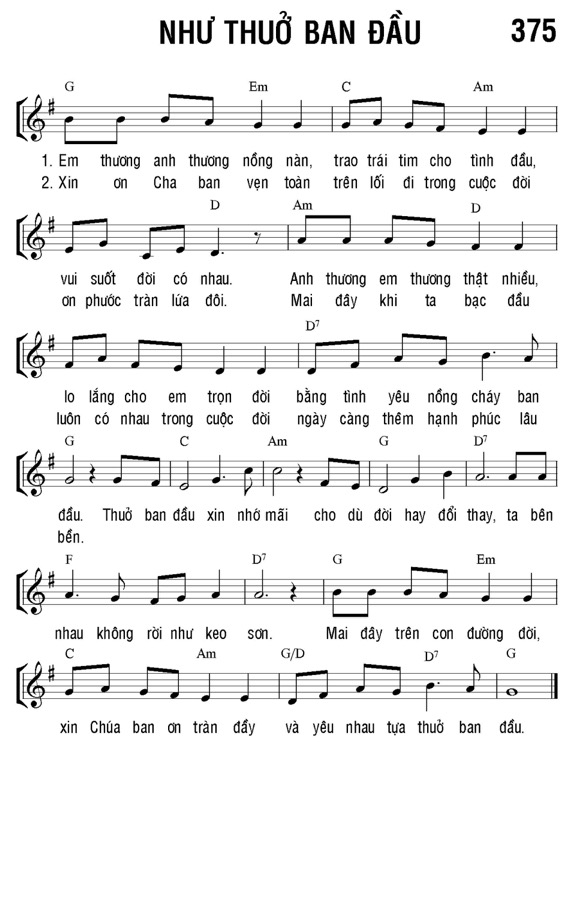 NHƯ THUỞ BAN ĐẦU 375
G Em C Am
1. Em thương anh thương nồng nàn, trao trái tim cho tình đầu,
2. Xin ơn Cha ban vẹn toàn trên lối đi trong cuộc đời
D Am D
vui suốt đời có nhau. Anh thương em thương thật nhiều,
ơn phước tràn lứa đôi. Mai đây khi ta bạc đầu
D7
lo lắng cho em trọn đời bằng tình yêu nồng cháy ban
luôn có nhau trong cuộc đời ngày càng thêm hạnh phúc lâu
G C Am G D7
đầu. Thuở ban đầu xin nhớ mãi cho dù đời hay đổi thay, ta bên
bền.
F D7 G Em
nhau không rời như keo sơn. Mai đây trên con đường đời,
C Am G/D D7 G
xin Chúa ban ơn tràn đầy và yêu nhau tựa thuở ban đầu.